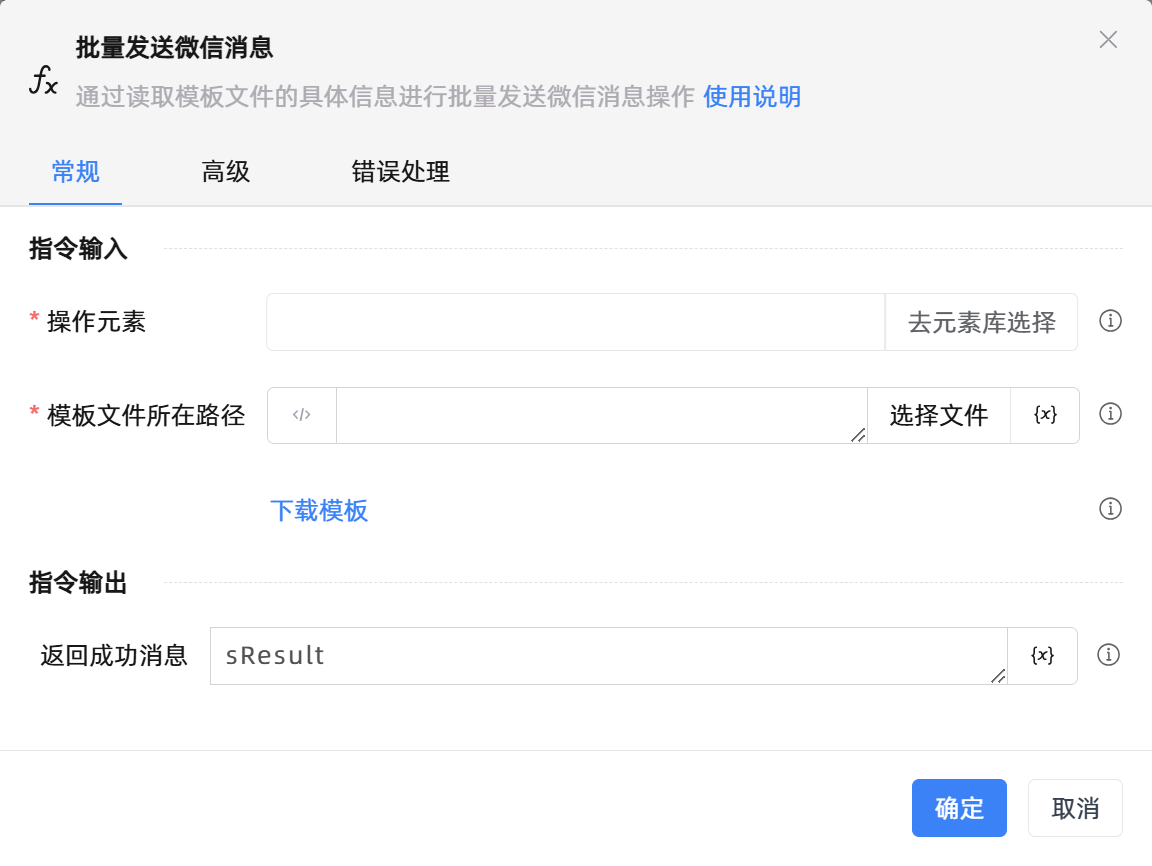 批量发送微信消息
fx
通过读取模板文件的具体信息进行批量发送微信消息操作 使用说明
常规 高级 错误处理
指令输入
* 操作元素 去元素库选择
* 模板文件所在路径 </> 选择文件 {x}
下载模板
指令输出
返回成功消息 sResult {x}
确定 取消